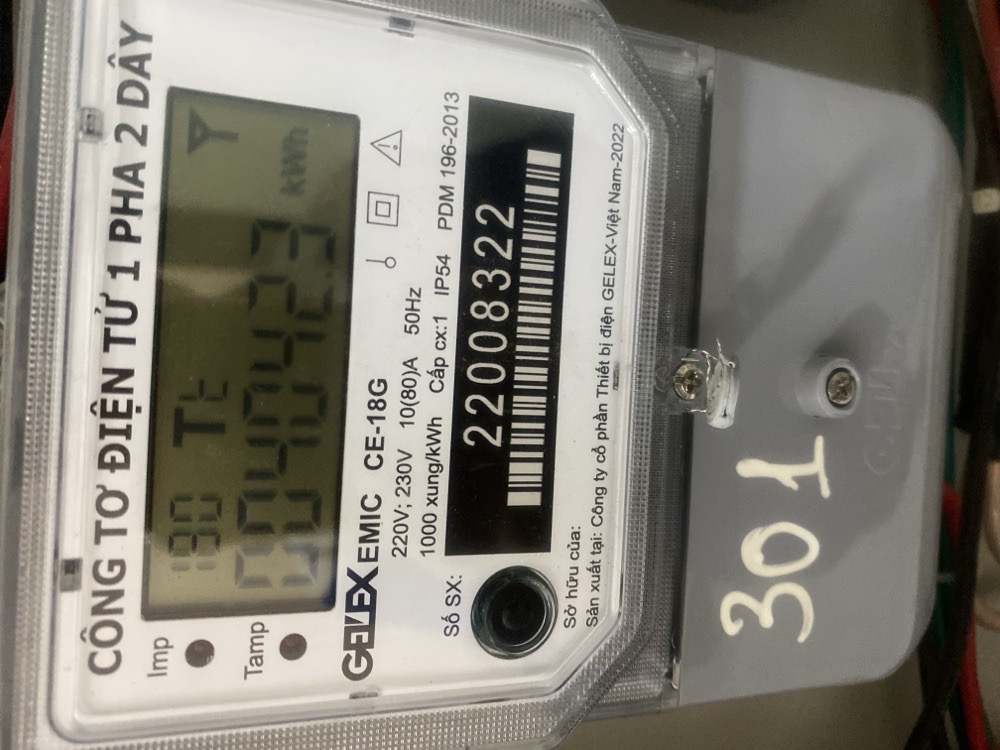 CÔNG TƠ ĐIỆN TỬ 1 PHA 2 DÂY
Imp
180 Tt
Tamp
kWh
GELEX EMIC CE-18G
220V; 230V 10(80)A 50Hz
1000 xung/kWh Cấp cx:1 IP54 PDM 196-2013
Số SX:
22008322
Sở hữu của:
Sản xuất tại: Công ty cổ phần Thiết bị điện GELEX-Việt Nam-2022
301